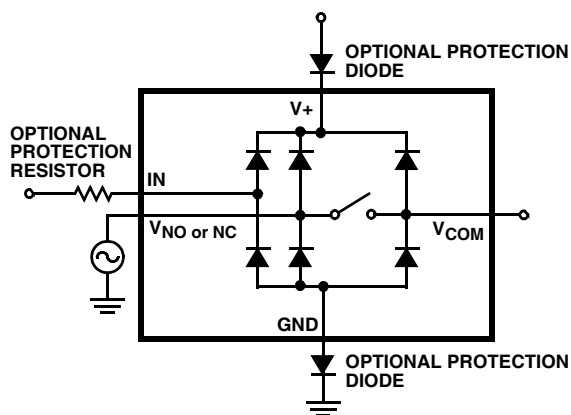 OPTIONAL PROTECTION
DIODE
V+
OPTIONAL
PROTECTION
RESISTOR
IN
VNO or NC
VCOM
GND
OPTIONAL PROTECTION
DIODE